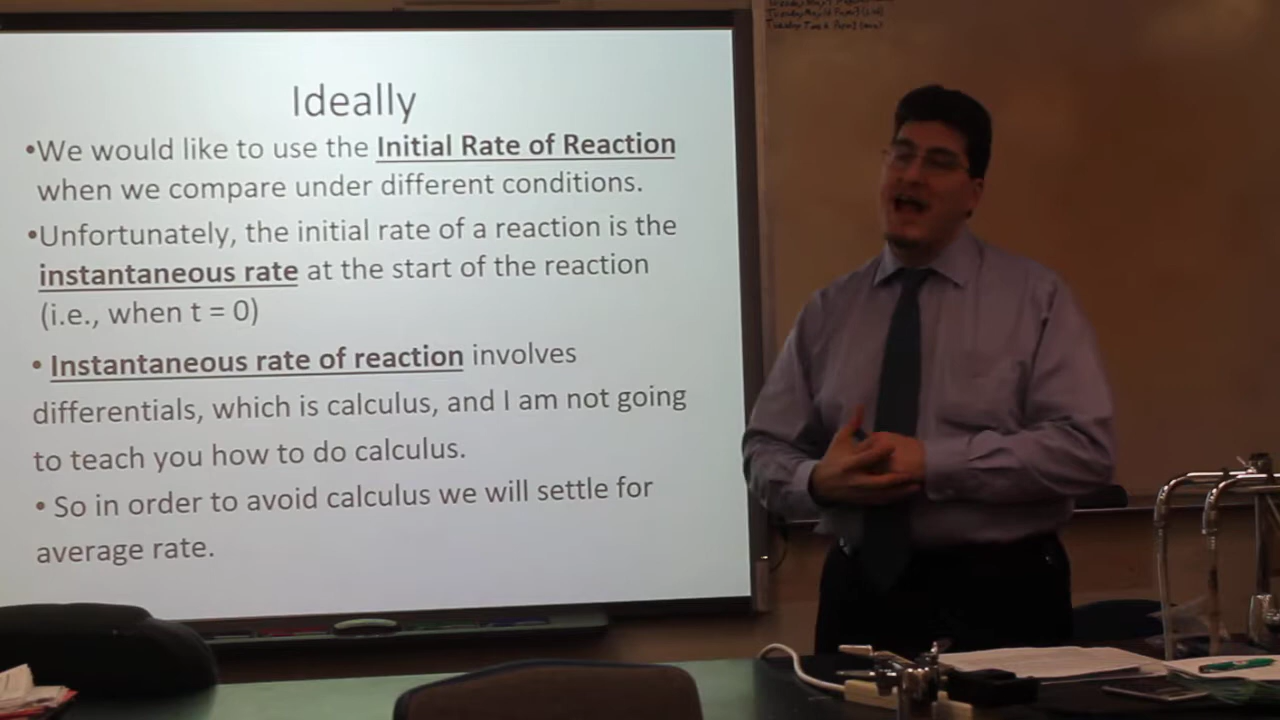 Ideally
•We would like to use the Initial Rate of Reaction
when we compare under different conditions.
•Unfortunately, the initial rate of a reaction is the
instantaneous rate at the start of the reaction
(i.e., when t = 0)
• Instantaneous rate of reaction involves
differentials, which is calculus, and I am not going
to teach you how to do calculus.
• So in order to avoid calculus we will settle for
average rate.